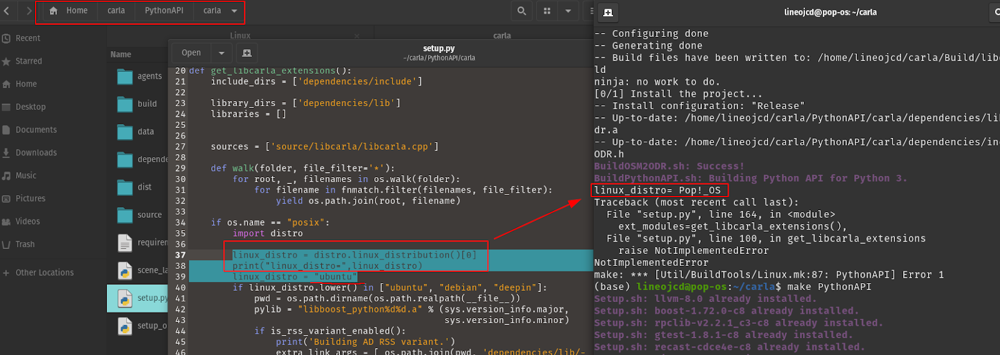 Home carla PythonAPI carla
Recent
Starred
Home
Desktop
Documents
Downloads
Music
Pictures
Videos
Trash
Other Locations
Linux
carla
Name
agents
build
data
depende
dist
source
requirem
scene_la
setup.py
setup_o
Open
setup.py
~/carla/PythonAPI/carla
20 def get_libcarla_extensions():
21 include_dirs = ['dependencies/include']
22
23 library_dirs = ['dependencies/lib']
24 libraries = []
25
26
27 sources = ['source/libcarla/libcarla.cpp']
28
29 def walk(folder, file_filter='*'):
30 for root, _, filenames in os.walk(folder):
31 for filename in fnmatch.filter(filenames, file_filter):
32 yield os.path.join(root, filename)
33
34 if os.name == "posix":
35 import distro
36
37 linux_distro = distro.linux_distribution()[0]
38 print("linux_distro=",linux_distro)
39 linux_distro = "ubuntu"
40 if linux_distro.lower() in ["ubuntu", "debian", "deepin"]:
41 pwd = os.path.dirname(os.path.realpath(__file__))
42 pylib = "libboost_python%d%d.a" % (sys.version_info.major,
43 sys.version_info.minor)
44 if is_rss_variant_enabled():
45 print('Building AD RSS variant.')
46 extra_link_args = [ os.path.join(pwd, 'dependencies/lib/-
lineojcd@pop-os: ~/carla
-- Configuring done
-- Generating done
-- Build files have been written to: /home/lineojcd/carla/Build/libc
ld
ninja: no work to do.
[0/1] Install the project...
-- Install configuration: "Release"
-- Up-to-date: /home/lineojcd/carla/PythonAPI/carla/dependencies/li
dr.a
-- Up-to-date: /home/lineojcd/carla/PythonAPI/carla/dependencies/inc
ODR.h
BuildOSM2ODR.sh: Success!
BuildPythonAPI.sh: Building Python API for Python 3.
linux_distro= Pop!_OS
Traceback (most recent call last):
File "setup.py", line 164, in <module>
ext_modules=get_libcarla_extensions(),
File "setup.py", line 100, in get_libcarla_extensions
raise NotImplementedError
NotImplementedError
make: *** [Util/BuildTools/Linux.mk:87: PythonAPI] Error 1
(base) lineojcd@pop-os:~/carla$ make PythonAPI
Setup.sh: llvm-8.0 already installed.
Setup.sh: boost-1.72.0-c8 already installed.
Setup.sh: rpclib-v2.2.1_c3-c8 already installed.
Setup.sh: gtest-1.8.1-c8 already installed.
Setup.sh: recast-cdce4e-c8 already installed.